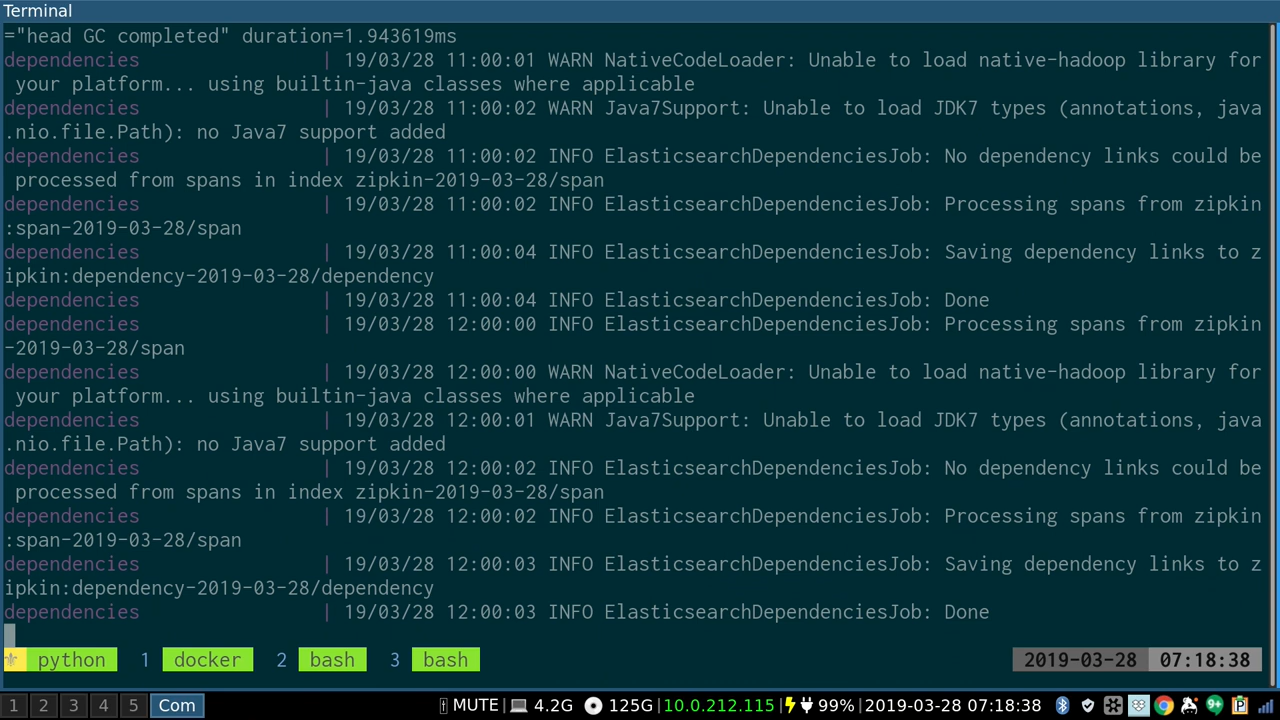 Terminal
="head GC completed" duration=1.943619ms
dependencies | 19/03/28 11:00:01 WARN NativeCodeLoader: Unable to load native-hadoop library for
 your platform... using builtin-java classes where applicable
dependencies | 19/03/28 11:00:02 WARN Java7Support: Unable to load JDK7 types (annotations, java
.nio.file.Path): no Java7 support added
dependencies | 19/03/28 11:00:02 INFO ElasticsearchDependenciesJob: No dependency links could be
 processed from spans in index zipkin-2019-03-28/span
dependencies | 19/03/28 11:00:02 INFO ElasticsearchDependenciesJob: Processing spans from zipkin
:span-2019-03-28/span
dependencies | 19/03/28 11:00:04 INFO ElasticsearchDependenciesJob: Saving dependency links to z
ipkin:dependency-2019-03-28/dependency
dependencies | 19/03/28 11:00:04 INFO ElasticsearchDependenciesJob: Done
dependencies | 19/03/28 12:00:00 INFO ElasticsearchDependenciesJob: Processing spans from zipkin
-2019-03-28/span
dependencies | 19/03/28 12:00:00 WARN NativeCodeLoader: Unable to load native-hadoop library for
 your platform... using builtin-java classes where applicable
dependencies | 19/03/28 12:00:01 WARN Java7Support: Unable to load JDK7 types (annotations, java
.nio.file.Path): no Java7 support added
dependencies | 19/03/28 12:00:02 INFO ElasticsearchDependenciesJob: No dependency links could be
 processed from spans in index zipkin-2019-03-28/span
dependencies | 19/03/28 12:00:02 INFO ElasticsearchDependenciesJob: Processing spans from zipkin
:span-2019-03-28/span
dependencies | 19/03/28 12:00:03 INFO ElasticsearchDependenciesJob: Saving dependency links to z
ipkin:dependency-2019-03-28/dependency
dependencies | 19/03/28 12:00:03 INFO ElasticsearchDependenciesJob: Done
python 1 docker 2 bash 3 bash 2019-03-28 07:18:38
1 2 3 4 5 Com MUTE| 4.2G| 125G|10.0.212.115| 99%|2019-03-28 07:18:38 9+ P